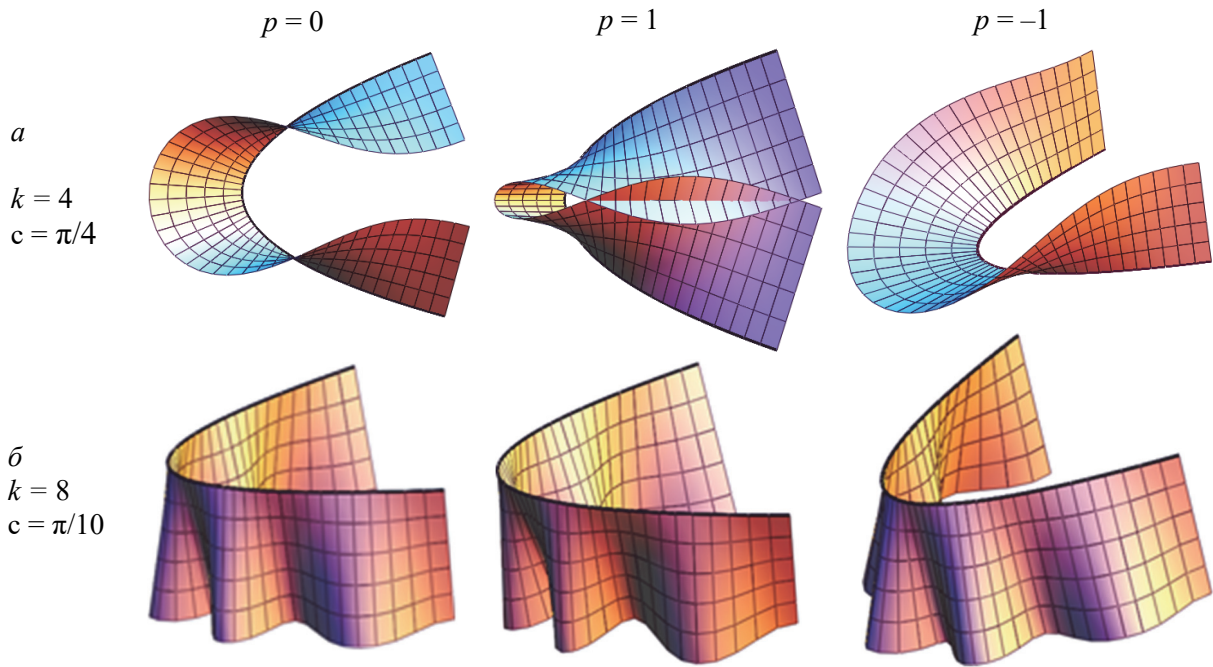 p = 0
p = 1
p = –1
а
k = 4
c = π/4
б
k = 8
c = π/10